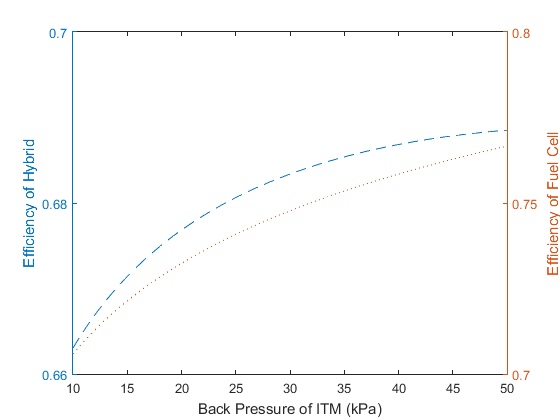 0.7
0.68
0.66
Efficiency of Hybrid
0.8
0.75
0.7
Efficiency of Fuel Cell
10 15 20 25 30 35 40 45 50
Back Pressure of ITM (kPa)